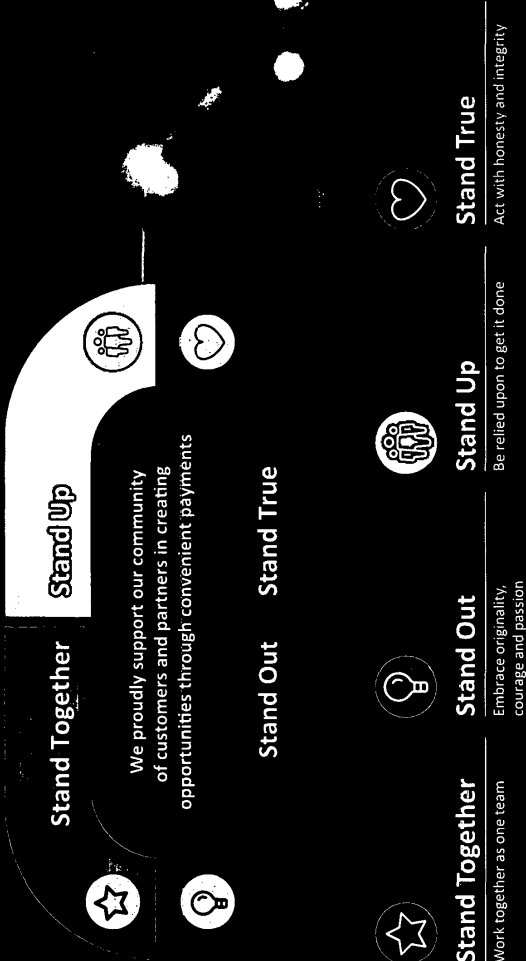 Stand Together
Stand Up
We proudly support our community
of customers and partners in creating
opportunities through convenient payments
Stand Out
Stand True
Stand Together
Work together as one team
Stand Out
Embrace originality,
courage and passion
Stand Up
Be relied upon to get it done
Stand True
Act with honesty and integrity